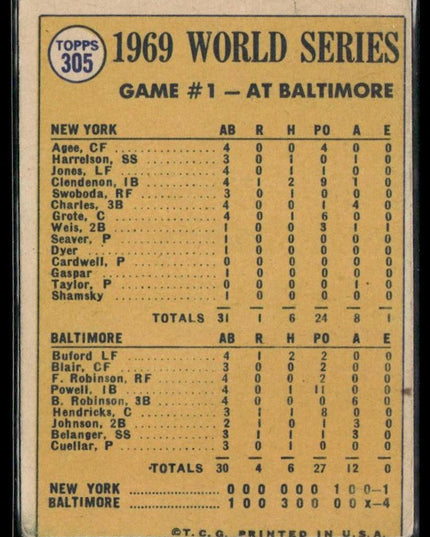 TOPPS
305
1969 WORLD SERIES
GAME #1 — AT BALTIMORE
NEW YORK AB R H PO A E
Agee, CF 4 0 0 4 0 0
Harrelson, SS 3 0 1 0 1 0
Jones, LF 4 0 1 1 0 0
Clendenon, 1B 4 1 2 9 1 0
Swoboda, RF 3 0 1 0 0 0
Charles, 3B 4 0 0 1 4 0
Grote, C 4 0 1 6 0 0
Weis, 2B 1 0 0 3 1 1
Seaver, P 1 0 0 0 0 0
Dyer 1 0 0 0 0 0
Cardwell, P 0 0 0 0 0 0
Gaspar 1 0 0 0 0 0
Taylor, P 0 0 0 0 1 0
Shamsky 1 0 0 0 0 0
TOTALS 31 1 6 24 8 1
BALTIMORE AB R H PO A E
Buford LF 4 1 2 2 0 0
Blair, CF 3 0 0 2 0 0
F. Robinson, RF 4 0 0 2 0 0
Powell, 1B 4 0 1 11 0 0
B. Robinson, 3B 4 0 0 0 6 0
Hendricks, C 3 1 1 8 0 0
Johnson, 2B 2 1 0 1 3 0
Belanger, SS 3 1 1 1 3 0
Cuellar, P 3 0 1 0 0 0
TOTALS 30 4 6 27 12 0
NEW YORK 0 0 0 0 0 0 1 0 0—1
BALTIMORE 1 0 0 3 0 0 0 0 x—4
©T.C.G. PRINTED IN U.S.A.